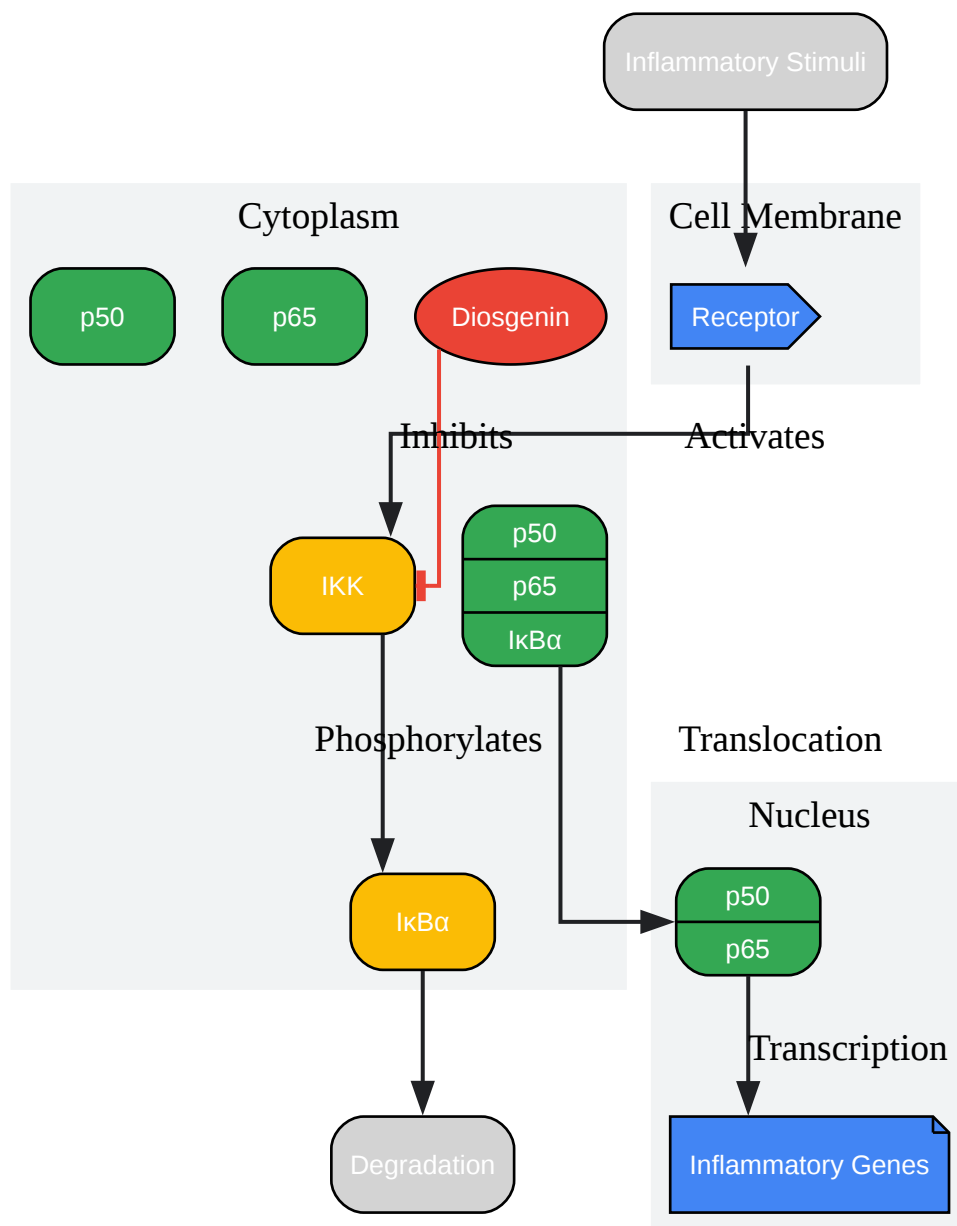 Inflammatory Stimuli
Cytoplasm
Cell Membrane
p50
p65
Diosgenin
Receptor
Inhibits
Activates
p50
p65
IκBα
IKK
Phosphorylates
Translocation
Nucleus
p50
p65
IκBα
Transcription
Degradation
Inflammatory Genes